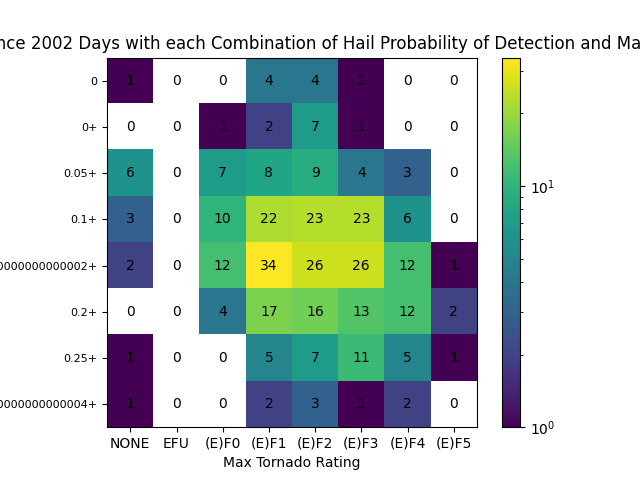 nce 2002 Days with each Combination of Hail Probability of Detection and Ma
0 1 0 0 4 4 1 0 0
0+ 0 0 1 2 7 1 0 0
0.05+ 6 0 7 8 9 4 3 0
0.1+ 3 0 10 22 23 23 6 0
0000000000002+ 2 0 12 34 26 26 12 1
0.2+ 0 0 4 17 16 13 12 2
0.25+ 1 0 0 5 7 11 5 1
0000000000004+ 1 0 0 2 3 1 2 0
NONE EFU (E)F0 (E)F1 (E)F2 (E)F3 (E)F4 (E)F5
Max Tornado Rating
10¹
10⁰